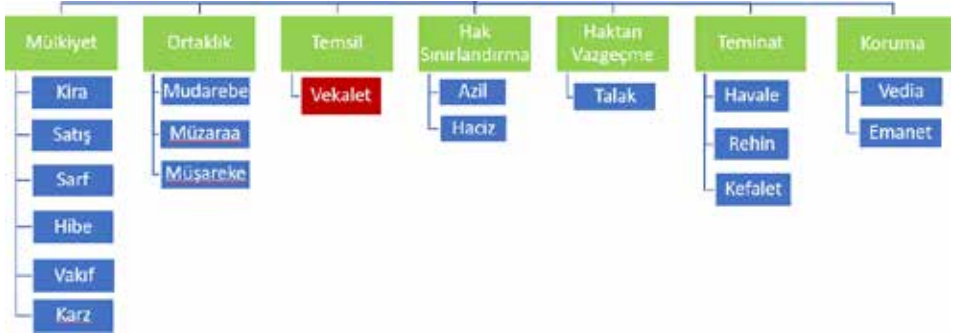 Mülkiyet
Kira
Satış
Sarf
Hibe
Vakıf
Karz
Ortaklık
Mudarebe
Müzaraa
Müşareke
Temsil
Vekalet
Hak
Sınırlandırma
Azil
Haciz
Haktan
Vazgeçme
Talak
Teminat
Havale
Rehin
Kefalet
Koruma
Vedia
Emanet